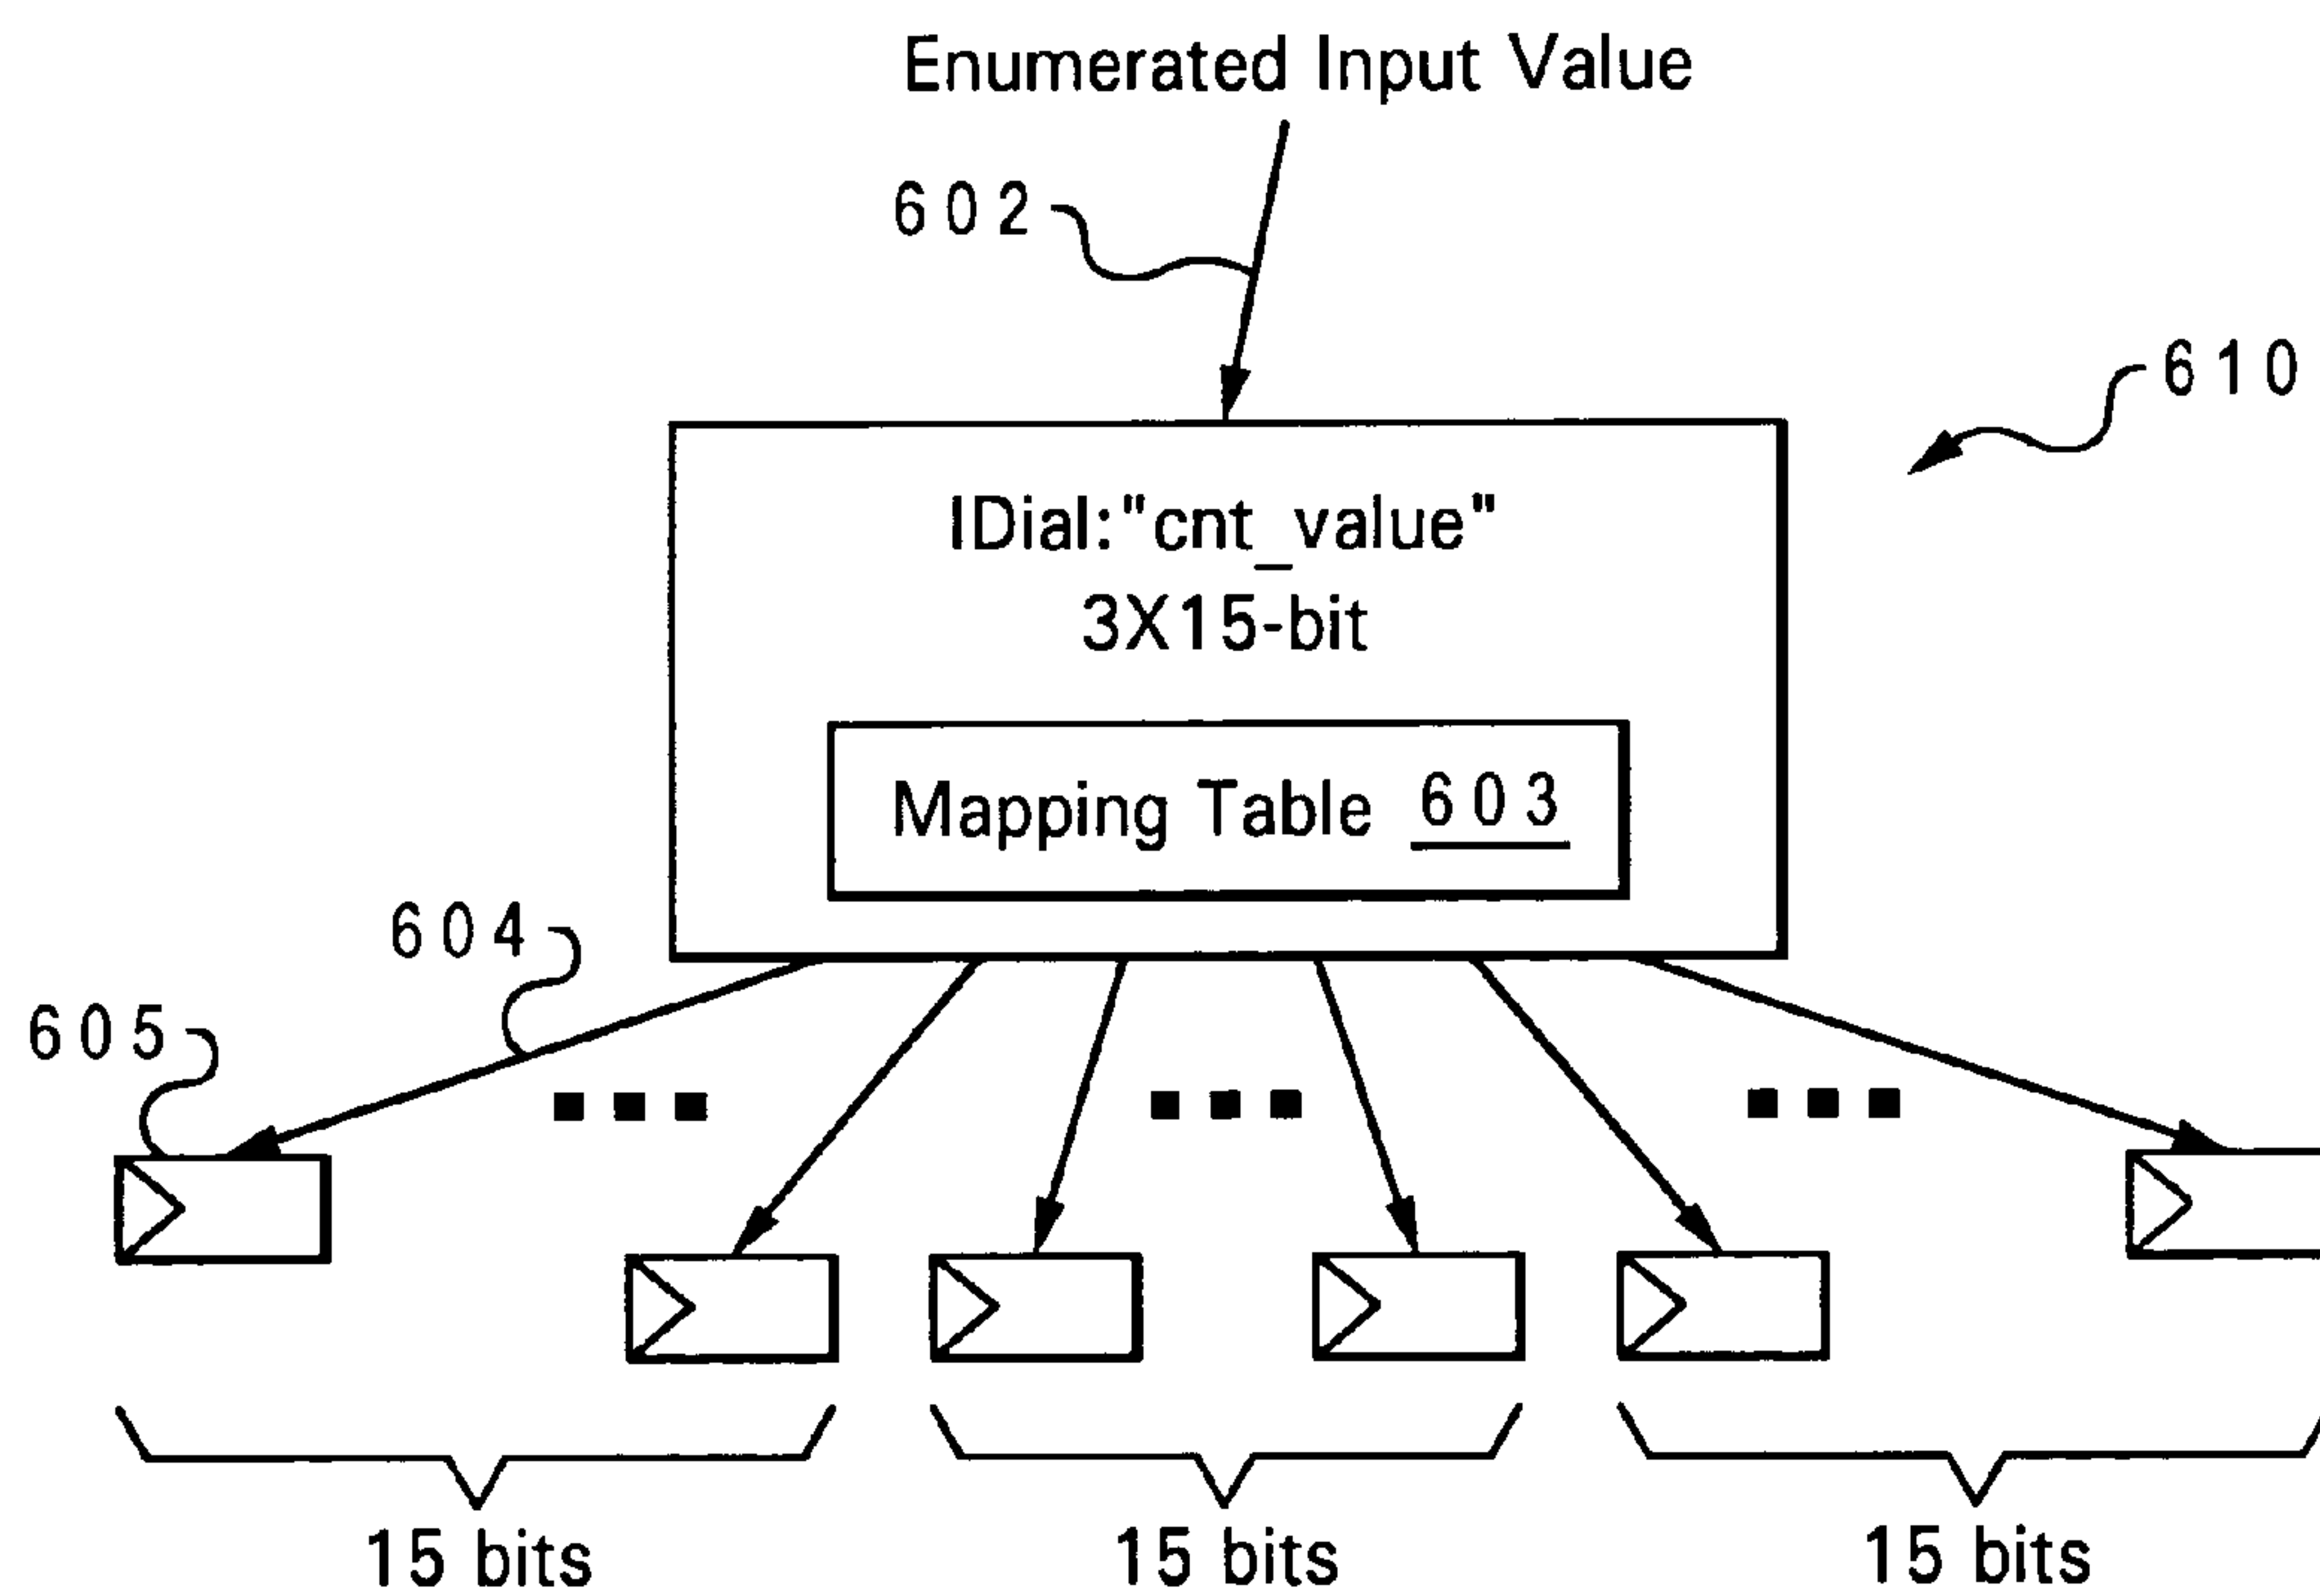 Enumerated Input Value
602
610
IDial:"cnt_value"
3X15-bit
Mapping Table 603
604
605
15 bits 15 bits 15 bits